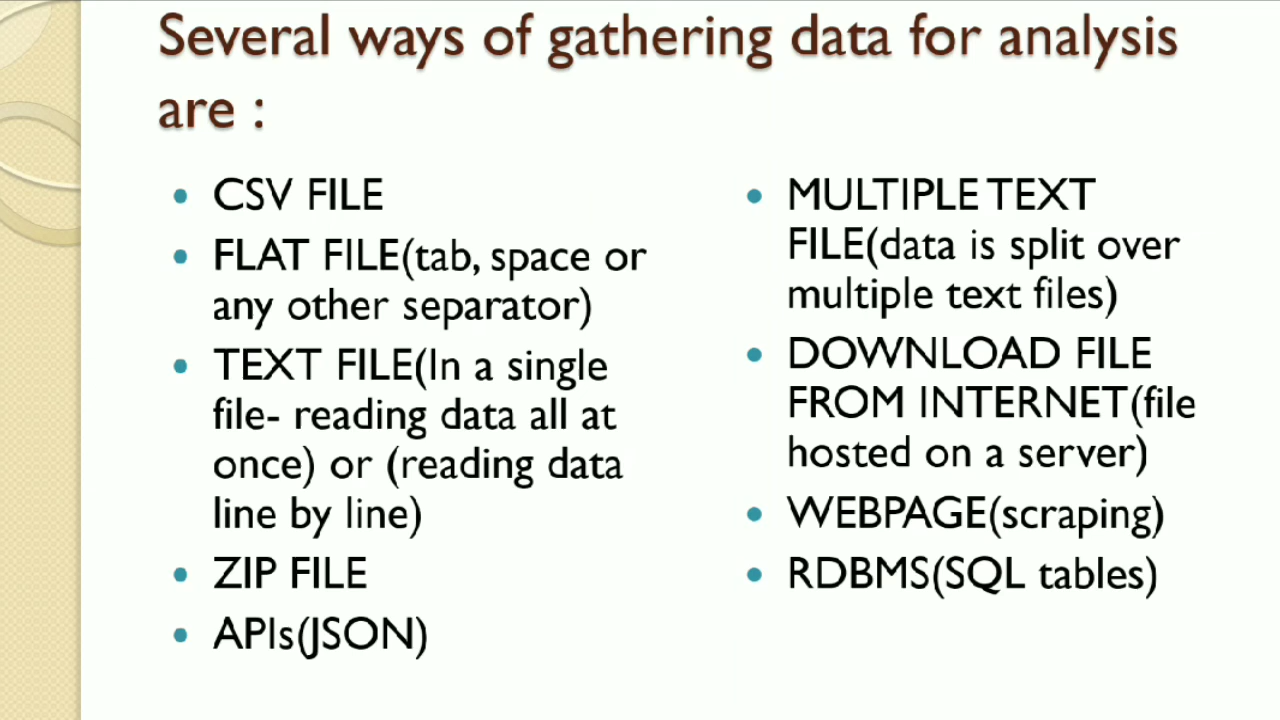 Several ways of gathering data for analysis
are :
• CSV FILE
• FLAT FILE(tab, space or
any other separator)
• TEXT FILE(In a single
file- reading data all at
once) or (reading data
line by line)
• ZIP FILE
• APIs(JSON)
• MULTIPLE TEXT
FILE(data is split over
multiple text files)
• DOWNLOAD FILE
FROM INTERNET(file
hosted on a server)
• WEBPAGE(scraping)
• RDBMS(SQL tables)